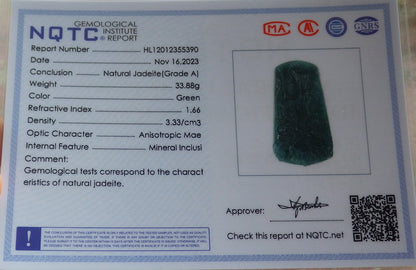 NQTC GEMOLOGICAL
INSTITUTE
REPORT
MA
AL
GNBS
Report Number HL12012355390
Date Nov 16,2023
Conclusion Natural Jadeite(Grade A)
Weight 33.88g
Color Green
Refractive Index 1.66
Density 3.33/cm3
Optic Character Anisotropic Mae
Internal Feature Mineral Inclusi
Comment:
Gemological tests correspond to the charact
eristics of natural jadeite.
Approver:
Check this report at NQTC.net